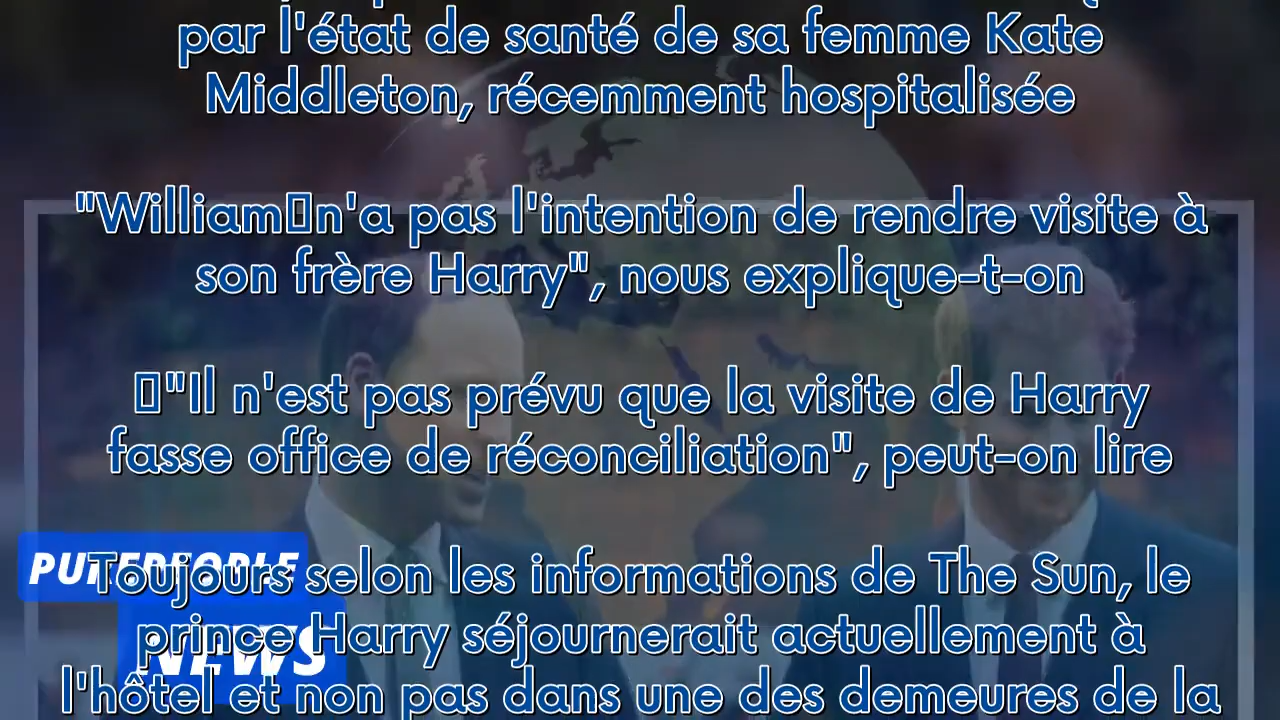 par l'état de santé de sa femme Kate
Middleton, récemment hospitalisée
"William▯n'a pas l'intention de rendre visite à
son frère Harry", nous explique-t-on
▯"Il n'est pas prévu que la visite de Harry
fasse office de réconciliation", peut-on lire
PUREPEOPLE
Toujours selon les informations de The Sun, le
NEWS
prince Harry séjournerait actuellement à
l'hôtel et non pas dans une des demeures de la